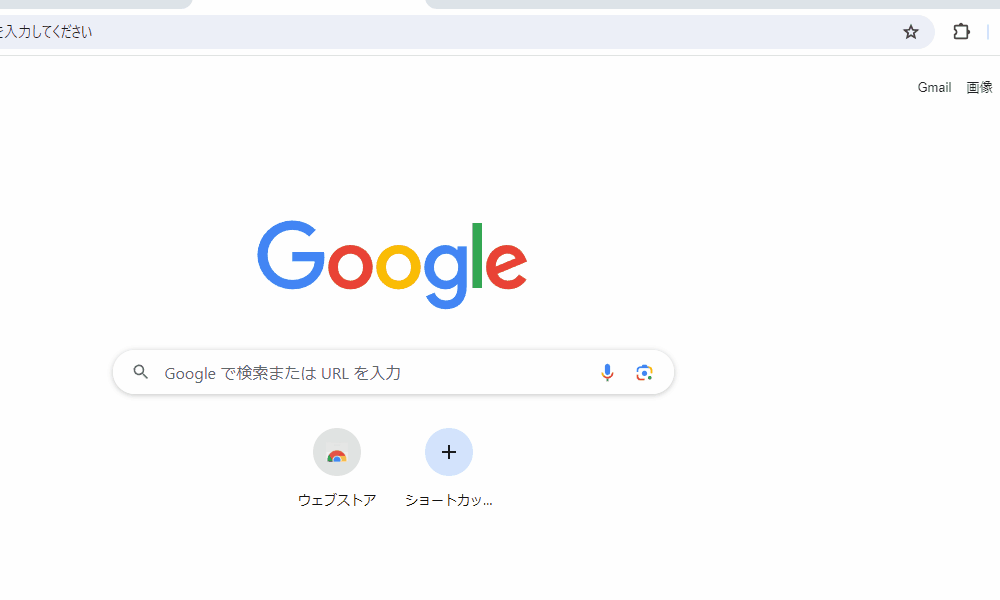 を入力してください
Gmail 画像
Google
Google で検索または URL を入力
ウェブストア ショートカッ...